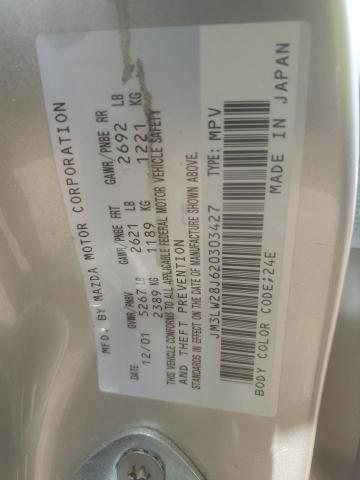 MFD. BY MAZDA MOTOR CORPORATION
GVWR/PNBV GAWR/PNBE FRT GAWR/PNBE RR
DATE 5267 LB 2621 LB 2692 LB
12/01 2389 KG 1189 KG 1221 KG
THIS VEHICLE CONFORMS TO ALL APPLICABLE FEDERAL MOTOR VEHICLE SAFETY
AND THEFT PREVENTION
STANDARDS IN EFFECT ON THE DATE OF MANUFACTURE SHOWN ABOVE.
JM3LW28J620303427 TYPE: MPV
BODY COLOR CODE:24E MADE IN JAPAN